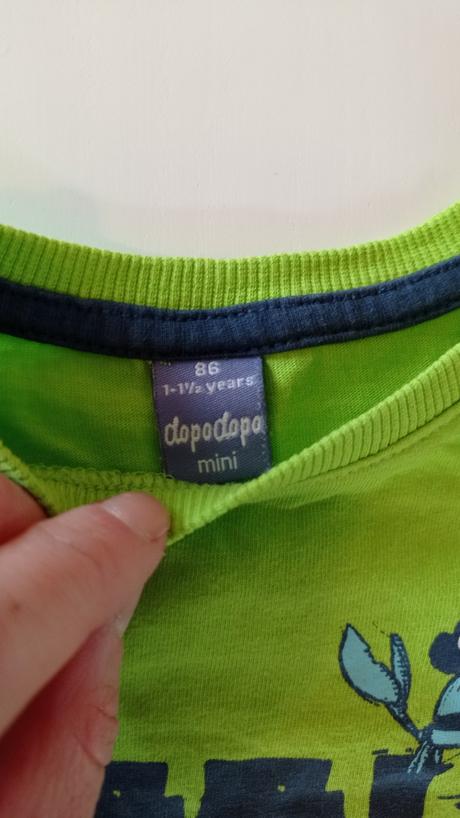 86
1-1½ years
dopodopo
mini